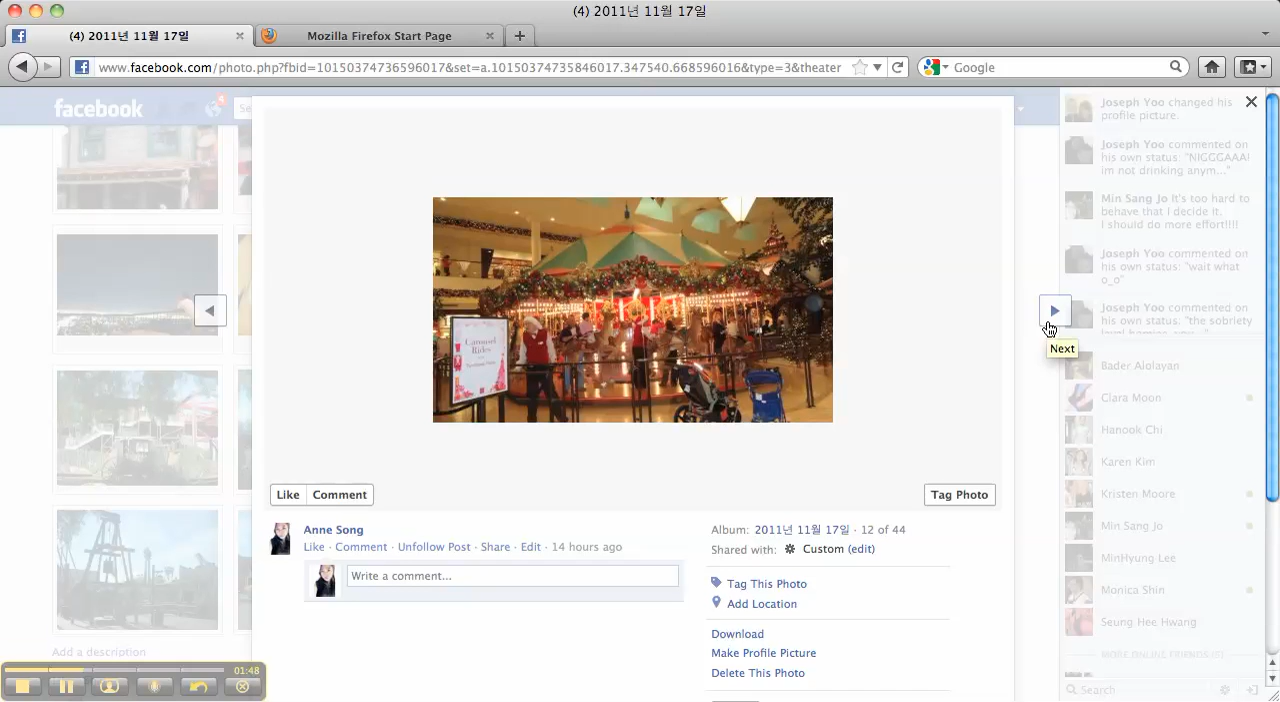 (4) 2011년 11월 17일
(4) 2011년 11월 17일
Mozilla Firefox Start Page
www.facebook.com/photo.php?fbid=10150374736596017&set=a.10150374735846017.347540.668596016&type=3&theater
Google
facebook
4
Se
Joseph Yoo changed his
profile picture.
Joseph Yoo commented on
his own status: "NIGGGAAA!
im not drinking anym..."
Min Sang Jo It's too hard to
behave that I decide it.
I should do more effort!!!!
Joseph Yoo commented on
his own status: "wait what
o_o"
Joseph Yoo commented on
his own status: "the sobriety
Next
Carousel
Rides
Bader Alolayan
Clara Moon
Hanook Chi
Karen Kim
Kristen Moore
Min Sang Jo
MinHyung Lee
Monica Shin
Seung Hee Hwang
Search
Like
Comment
Tag Photo
Anne Song
Like · Comment · Unfollow Post · Share · Edit · 14 hours ago
Write a comment...
Album: 2011년 11월 17일 · 12 of 44
Shared with: Custom (edit)
Tag This Photo
Add Location
Download
Make Profile Picture
Delete This Photo
Add a description
01:48